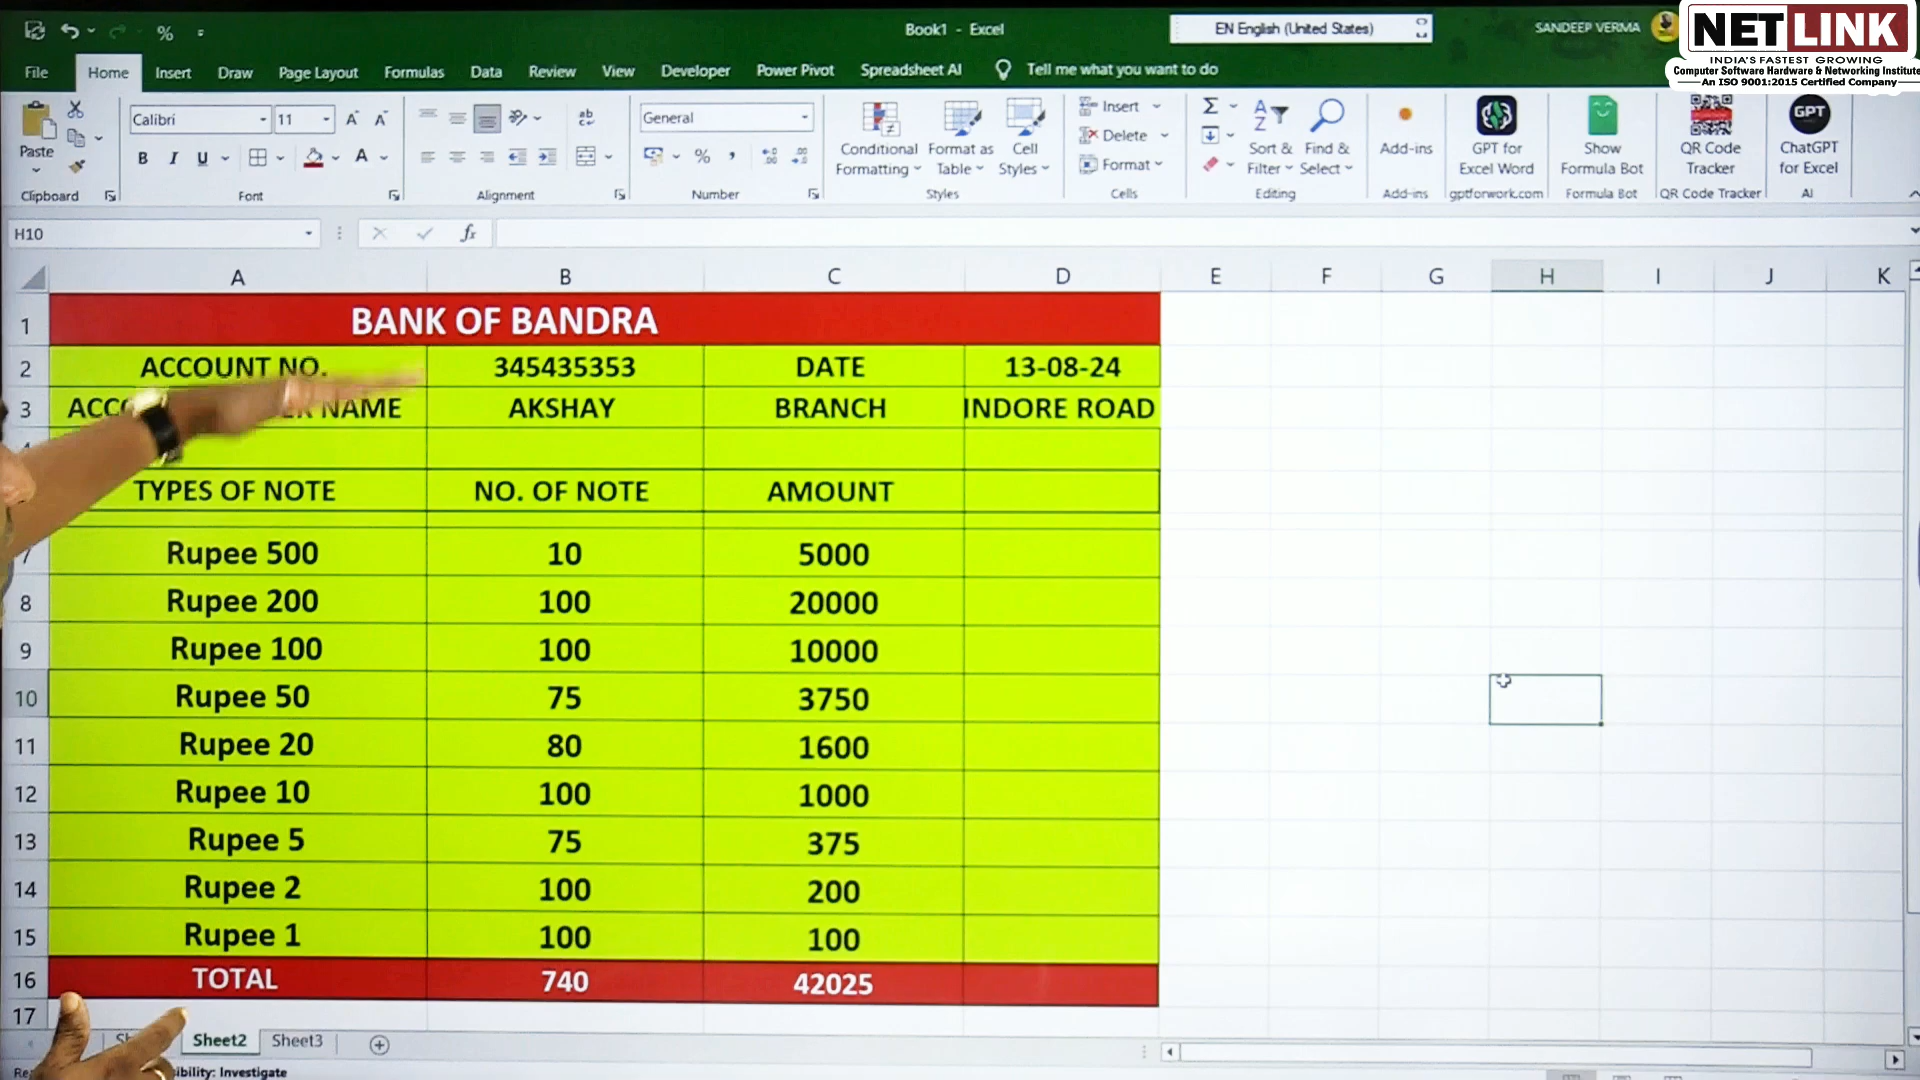 Book1 - Excel
EN English (United States)
SANDEEP VERMA
NETLINK
INDIA'S FASTEST GROWING
Computer Software Hardware & Networking Institute
An ISO 9001:2015 Certified Company
File Home Insert Draw Page Layout Formulas Data Review View Developer Power Pivot Spreadsheet AI Tell me what you want to do
Paste
Clipboard
Calibri 11
B I U
Font
Alignment
General
Number
Conditional Formatting
Format as Table
Cell Styles
Styles
Insert
Delete
Format
Cells
Sort & Filter
Find & Select
Editing
Add-ins
Add-ins
GPT for Excel Word
gptforwork.com
Show Formula Bot
Formula Bot
QR Code Tracker
QR Code Tracker
GPT
ChatGPT for Excel
AI
H10 fx
A B C D E F G H I J K
1 BANK OF BANDRA
2 ACCOUNT NO. 345435353 DATE 13-08-24
3 NAME AKSHAY BRANCH INDORE ROAD
TYPES OF NOTE NO. OF NOTE AMOUNT
7 Rupee 500 10 5000
8 Rupee 200 100 20000
9 Rupee 100 100 10000
10 Rupee 50 75 3750
11 Rupee 20 80 1600
12 Rupee 10 100 1000
13 Rupee 5 75 375
14 Rupee 2 100 200
15 Rupee 1 100 100
16 TOTAL 740 42025
17
Sheet2 Sheet3
Investigate